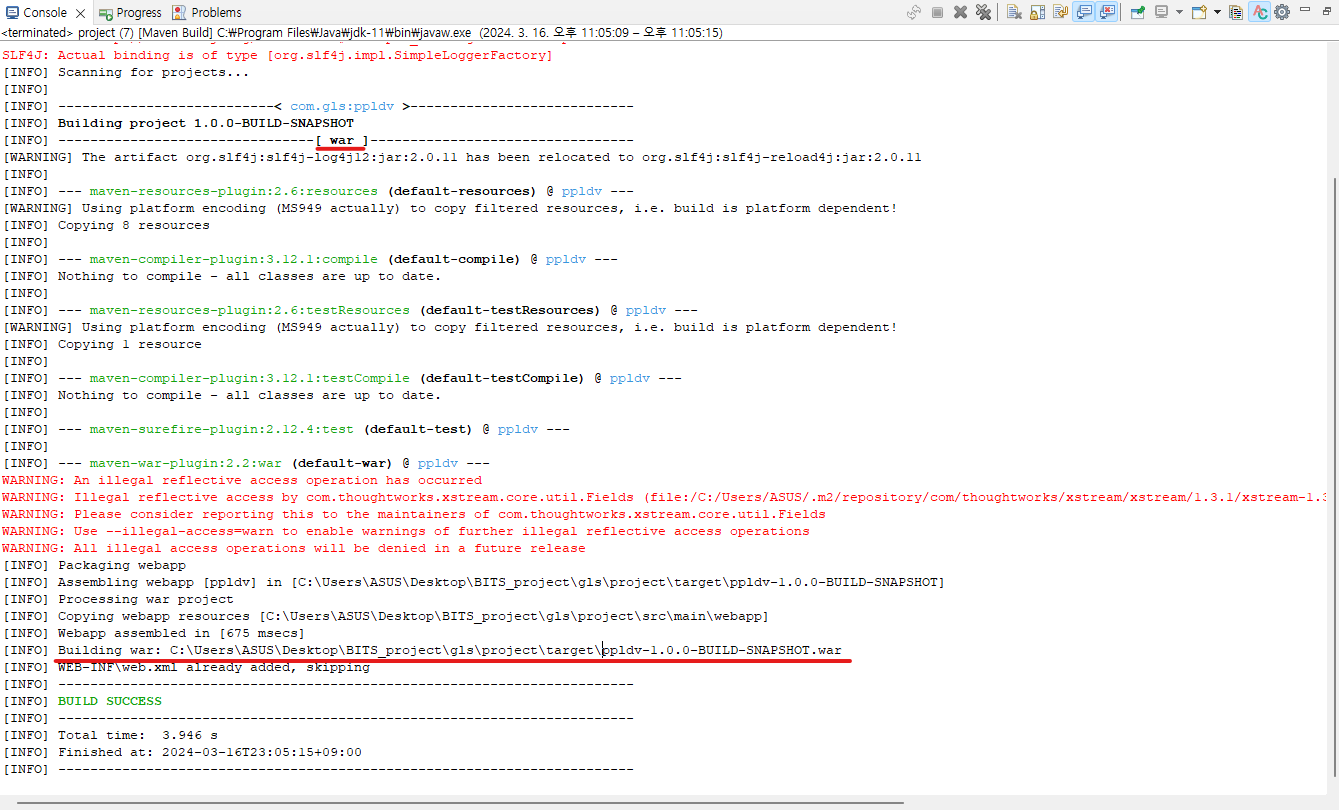 Console Progress Problems
<terminated> project (7) [Maven Build] C:₩Program Files₩Java₩jdk-11₩bin₩javaw.exe (2024. 3. 16. 오후 11:05:09 – 오후 11:05:15)
SLF4J: Actual binding is of type [org.slf4j.impl.SimpleLoggerFactory]
[INFO] Scanning for projects...
[INFO]
[INFO] ---------------------------< com.gls:ppldv >----------------------------
[INFO] Building project 1.0.0-BUILD-SNAPSHOT
[INFO] --------------------------------[ war ]---------------------------------
[WARNING] The artifact org.slf4j:slf4j-log4j12:jar:2.0.11 has been relocated to org.slf4j:slf4j-reload4j:jar:2.0.11
[INFO]
[INFO] --- maven-resources-plugin:2.6:resources (default-resources) @ ppldv ---
[WARNING] Using platform encoding (MS949 actually) to copy filtered resources, i.e. build is platform dependent!
[INFO] Copying 8 resources
[INFO]
[INFO] --- maven-compiler-plugin:3.12.1:compile (default-compile) @ ppldv ---
[INFO] Nothing to compile - all classes are up to date.
[INFO]
[INFO] --- maven-resources-plugin:2.6:testResources (default-testResources) @ ppldv ---
[WARNING] Using platform encoding (MS949 actually) to copy filtered resources, i.e. build is platform dependent!
[INFO] Copying 1 resource
[INFO]
[INFO] --- maven-compiler-plugin:3.12.1:testCompile (default-testCompile) @ ppldv ---
[INFO] Nothing to compile - all classes are up to date.
[INFO]
[INFO] --- maven-surefire-plugin:2.12.4:test (default-test) @ ppldv ---
[INFO]
[INFO] --- maven-war-plugin:2.2:war (default-war) @ ppldv ---
WARNING: An illegal reflective access operation has occurred
WARNING: Illegal reflective access by com.thoughtworks.xstream.core.util.Fields (file:/C:/Users/ASUS/.m2/repository/com/thoughtworks/xstream/xstream/1.3.1/xstream-1.3
WARNING: Please consider reporting this to the maintainers of com.thoughtworks.xstream.core.util.Fields
WARNING: Use --illegal-access=warn to enable warnings of further illegal reflective access operations
WARNING: All illegal access operations will be denied in a future release
[INFO] Packaging webapp
[INFO] Assembling webapp [ppldv] in [C:\Users\ASUS\Desktop\BITS_project\gls\project\target\ppldv-1.0.0-BUILD-SNAPSHOT]
[INFO] Processing war project
[INFO] Copying webapp resources [C:\Users\ASUS\Desktop\BITS_project\gls\project\src\main\webapp]
[INFO] Webapp assembled in [675 msecs]
[INFO] Building war: C:\Users\ASUS\Desktop\BITS_project\gls\project\target\ppldv-1.0.0-BUILD-SNAPSHOT.war
[INFO] WEB-INF\web.xml already added, skipping
[INFO] ------------------------------------------------------------------------
[INFO] BUILD SUCCESS
[INFO] ------------------------------------------------------------------------
[INFO] Total time:  3.946 s
[INFO] Finished at: 2024-03-16T23:05:15+09:00
[INFO] ------------------------------------------------------------------------